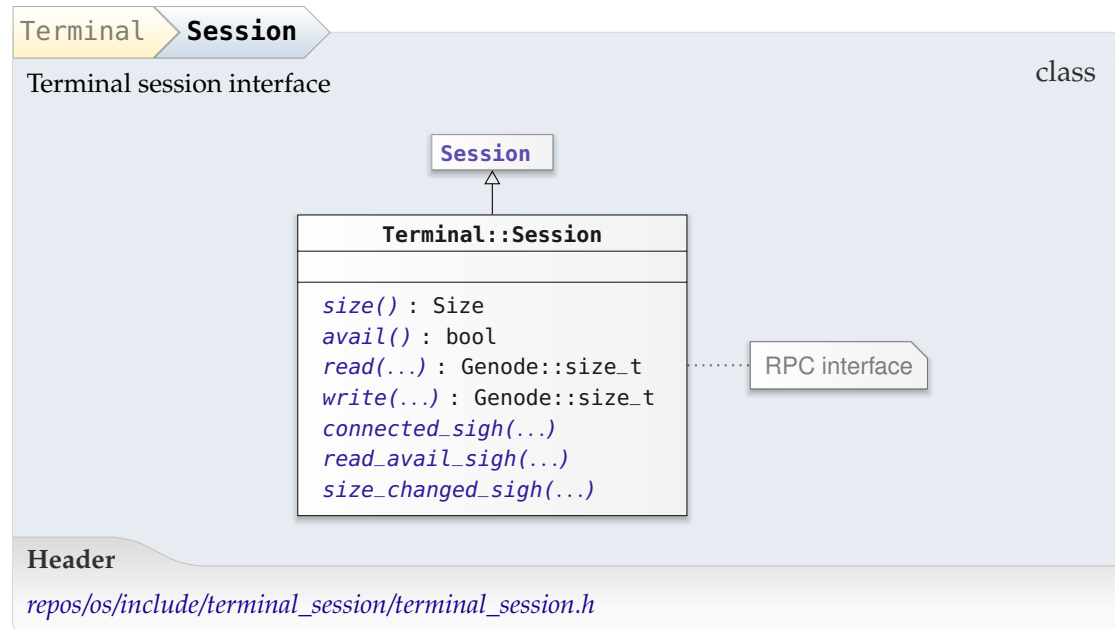 Terminal Session
class
Terminal session interface
Session
Terminal::Session
size() : Size
avail() : bool
read(...) : Genode::size_t
write(...) : Genode::size_t
connected_sigh(...)
read_avail_sigh(...)
size_changed_sigh(...)
RPC interface
Header
repos/os/include/terminal_session/terminal_session.h